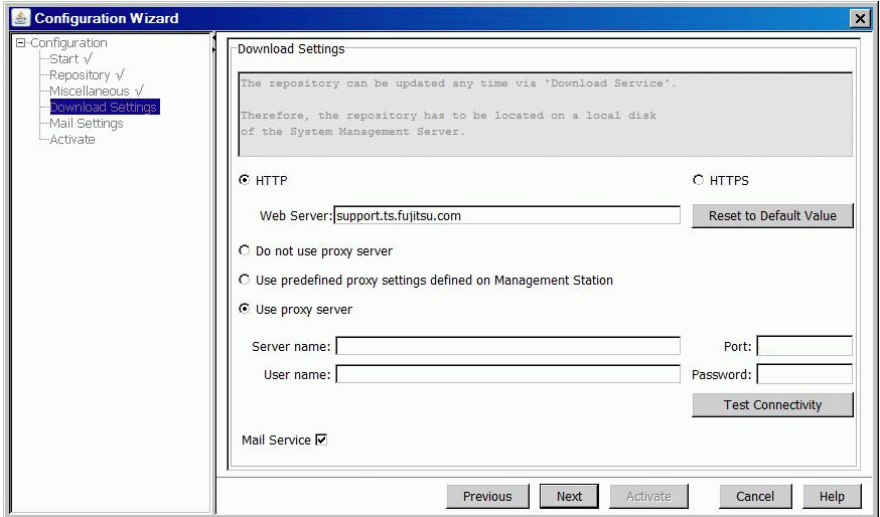 Configuration Wizard
Configuration
Start √
Repository √
Miscellaneous √
Download Settings
Mail Settings
Activate
Download Settings
The repository can be updated any time via 'Download Service'.
Therefore, the repository has to be located on a local disk
of the System Management Server.
HTTP
HTTPS
Web Server: support.ts.fujitsu.com
Reset to Default Value
Do not use proxy server
Use predefined proxy settings defined on Management Station
Use proxy server
Server name:
Port:
User name:
Password:
Test Connectivity
Mail Service
Previous
Next
Activate
Cancel
Help